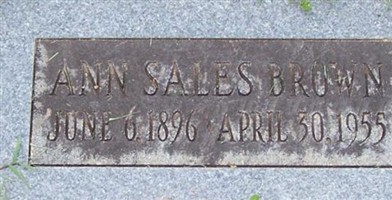 ANN SALES BROWN
JUNE 6, 1896 - APRIL 30, 1955